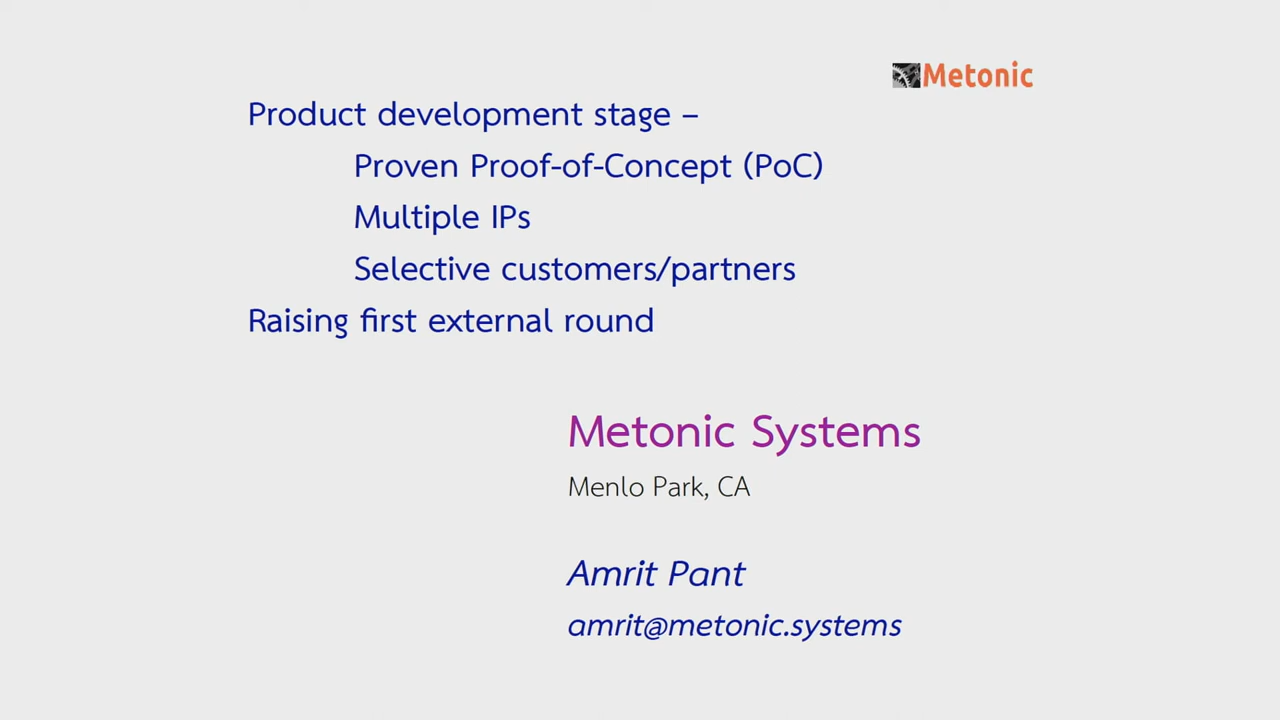 Metonic
Product development stage –
Proven Proof-of-Concept (PoC)
Multiple IPs
Selective customers/partners
Raising first external round
Metonic Systems
Menlo Park, CA
Amrit Pant
amrit@metonic.systems